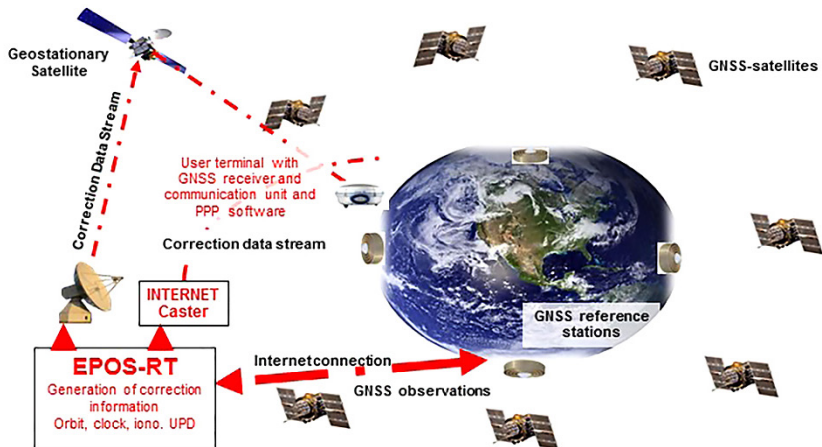 Geostationary
Satellite
GNSS-satellites
Correction Data Stream
User terminal with
GNSS receiver and
communication unit and
PPP software
Correction data stream
INTERNET
Caster
GNSS reference
stations
EPOS-RT
Generation of correction
information
Orbit, clock, iono. UPD
Internet connection
GNSS observations